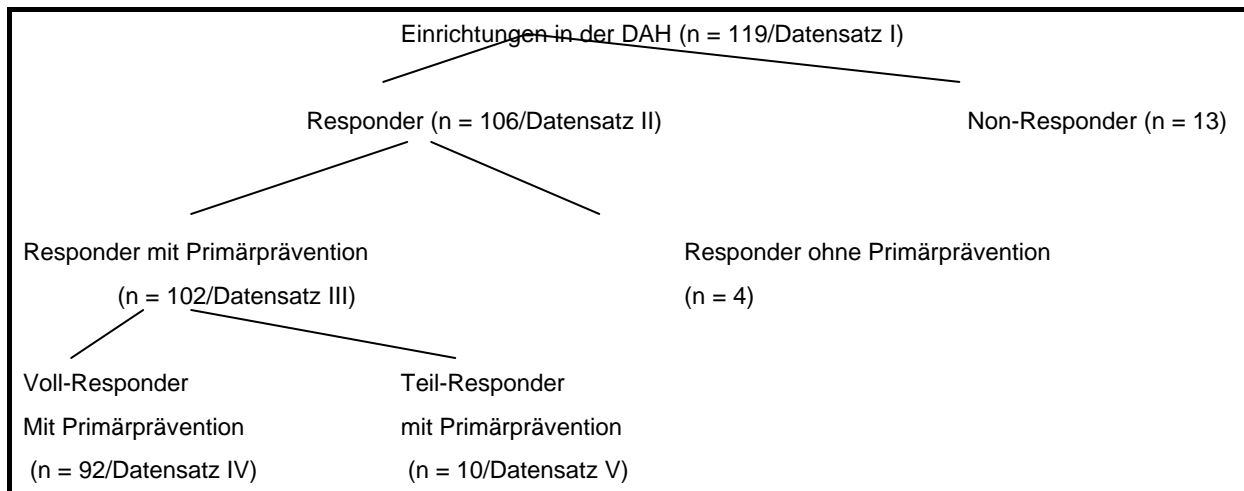 Einrichtungen in der DAH (n = 119/Datensatz I)
Responder (n = 106/Datensatz II)
Non-Responder (n = 13)
Responder mit Primärprävention
(n = 102/Datensatz III)
Responder ohne Primärprävention
(n = 4)
Voll-Responder
Mit Primärprävention
(n = 92/Datensatz IV)
Teil-Responder
mit Primärprävention
(n = 10/Datensatz V)